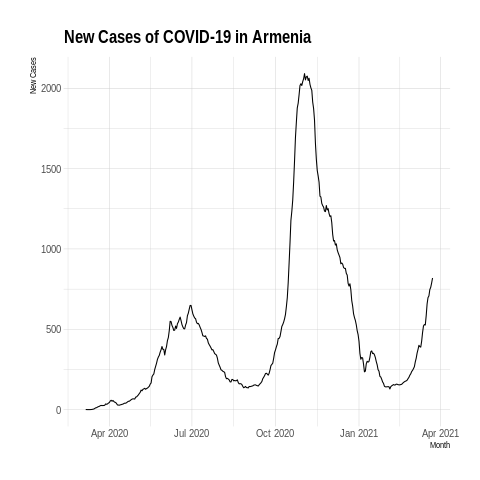 New Cases of COVID-19 in Armenia
New Cases
2000
1500
1000
500
0
Apr 2020 Jul 2020 Oct 2020 Jan 2021 Apr 2021
Month